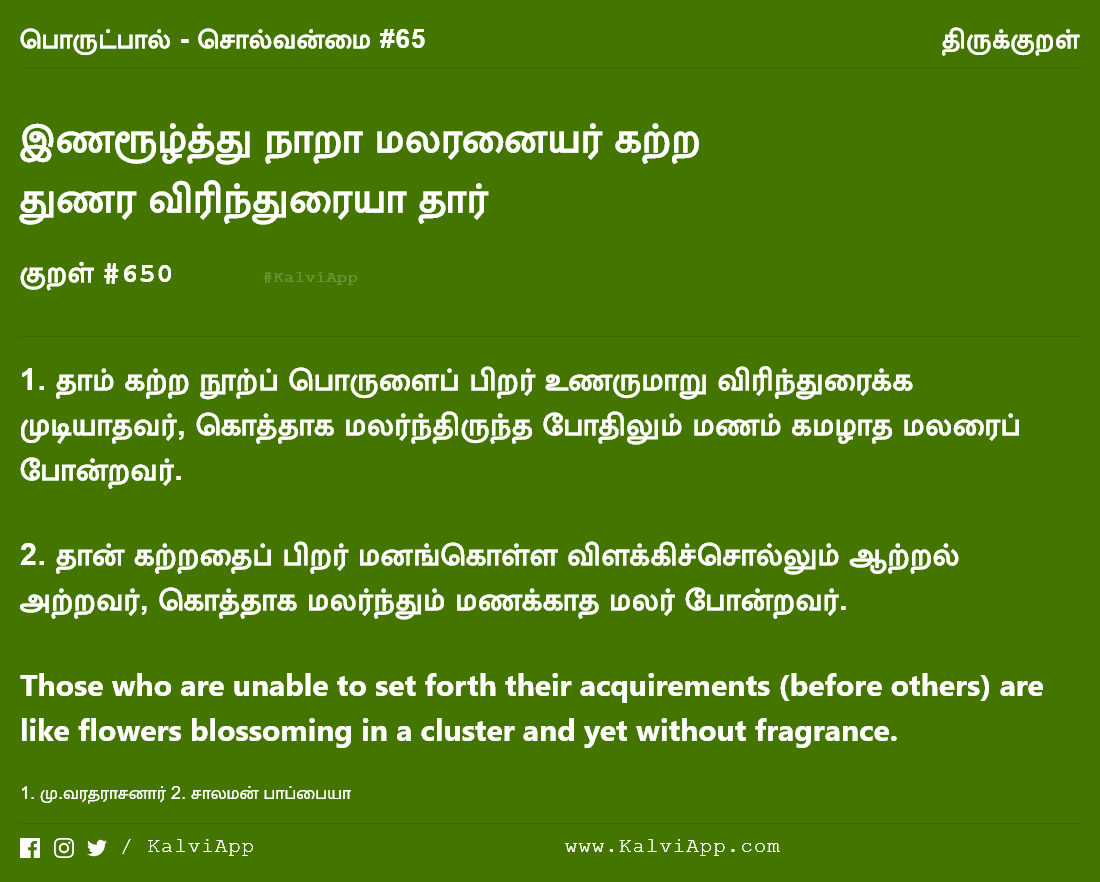 பொருட்பால் - சொல்வன்மை #65
திருக்குறள்
இணரூழ்த்து நாறா மலரனையர் கற்ற
துணர விரிந்துரையா தார்
குறள் #650
#KalviApp
1. தாம் கற்ற நூற்ப் பொருளைப் பிறர் உணருமாறு விரிந்துரைக்க
முடியாதவர், கொத்தாக மலர்ந்திருந்த போதிலும் மணம் கமழாத மலரைப்
போன்றவர்.
2. தான் கற்றதைப் பிறர் மனங்கொள்ள விளக்கிச்சொல்லும் ஆற்றல்
அற்றவர், கொத்தாக மலர்ந்தும் மணக்காத மலர் போன்றவர்.
Those who are unable to set forth their acquirements (before others) are
like flowers blossoming in a cluster and yet without fragrance.
1. மு.வரதராசனார் 2. சாலமன் பாப்பையா
/ KalviApp
www.KalviApp.com